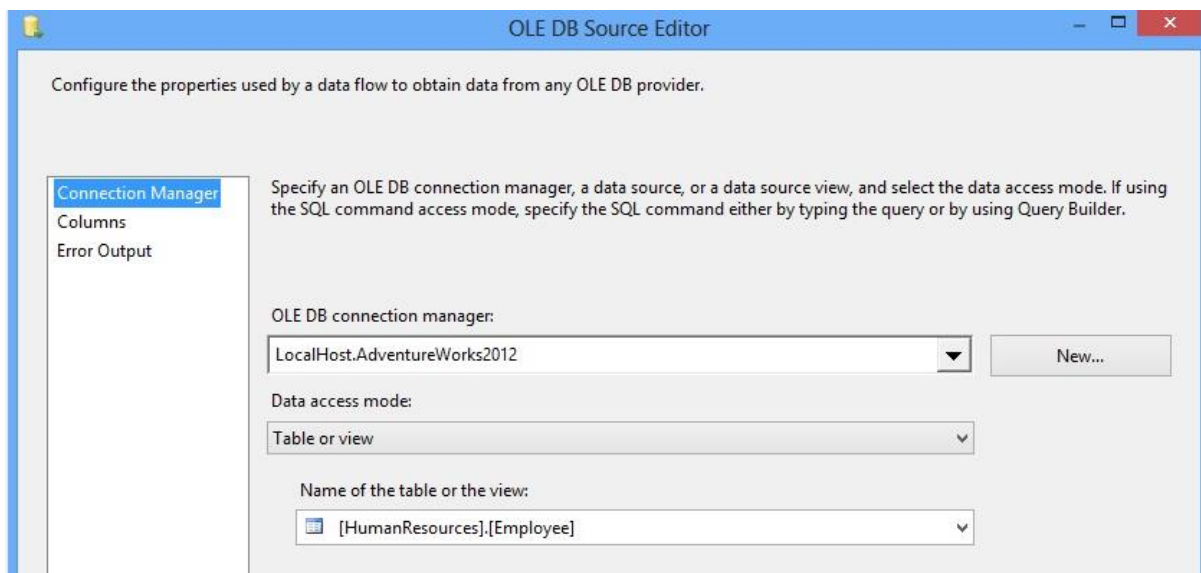 OLE DB Source Editor
Configure the properties used by a data flow to obtain data from any OLE DB provider.
Connection Manager
Columns
Error Output
Specify an OLE DB connection manager, a data source, or a data source view, and select the data access mode. If using
the SQL command access mode, specify the SQL command either by typing the query or by using Query Builder.
OLE DB connection manager:
LocalHost.AdventureWorks2012
New...
Data access mode:
Table or view
Name of the table or the view:
[HumanResources].[Employee]